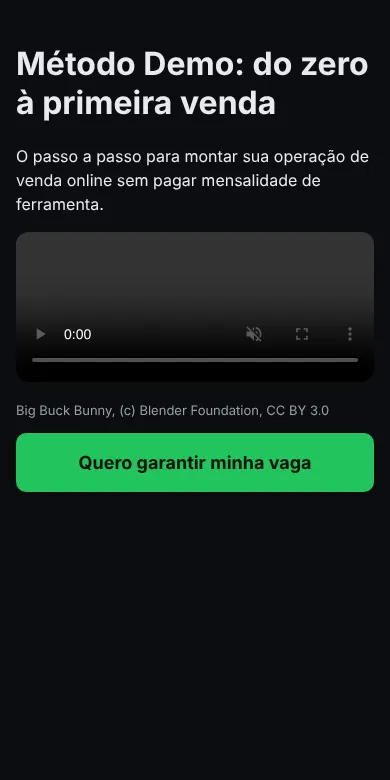 Método Demo: do zero
à primeira venda
O passo a passo para montar sua operação de
venda online sem pagar mensalidade de
ferramenta.
0:00
Big Buck Bunny, (c) Blender Foundation, CC BY 3.0
Quero garantir minha vaga